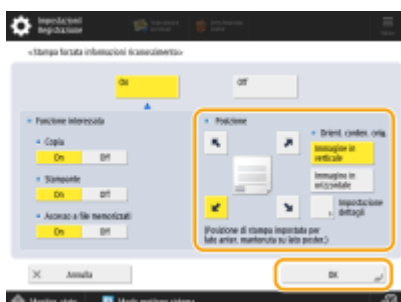 Impostazioni/
Registrazione
<Stampa forzata informazioni riconoscimento>
On
Off
Funzione interessata
Copia
On
Off
Stampante
On
Off
Accesso a file memorizzati
On
Off
Posizione
Orient. conten. orig.
Immagine in
verticale
Immagine in
orizzontale
Impostazione
dettagli
(Posizione di stampa impostata per
lato anter. mantenuta su lato poster.)
Annulla
OK